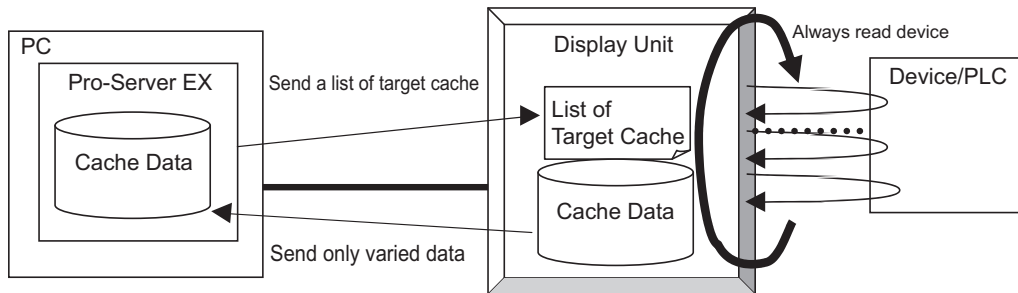 PC
Pro-Server EX
Cache Data
Send a list of target cache
Send only varied data
Display Unit
List of
Target Cache
Cache Data
Always read device
Device/PLC